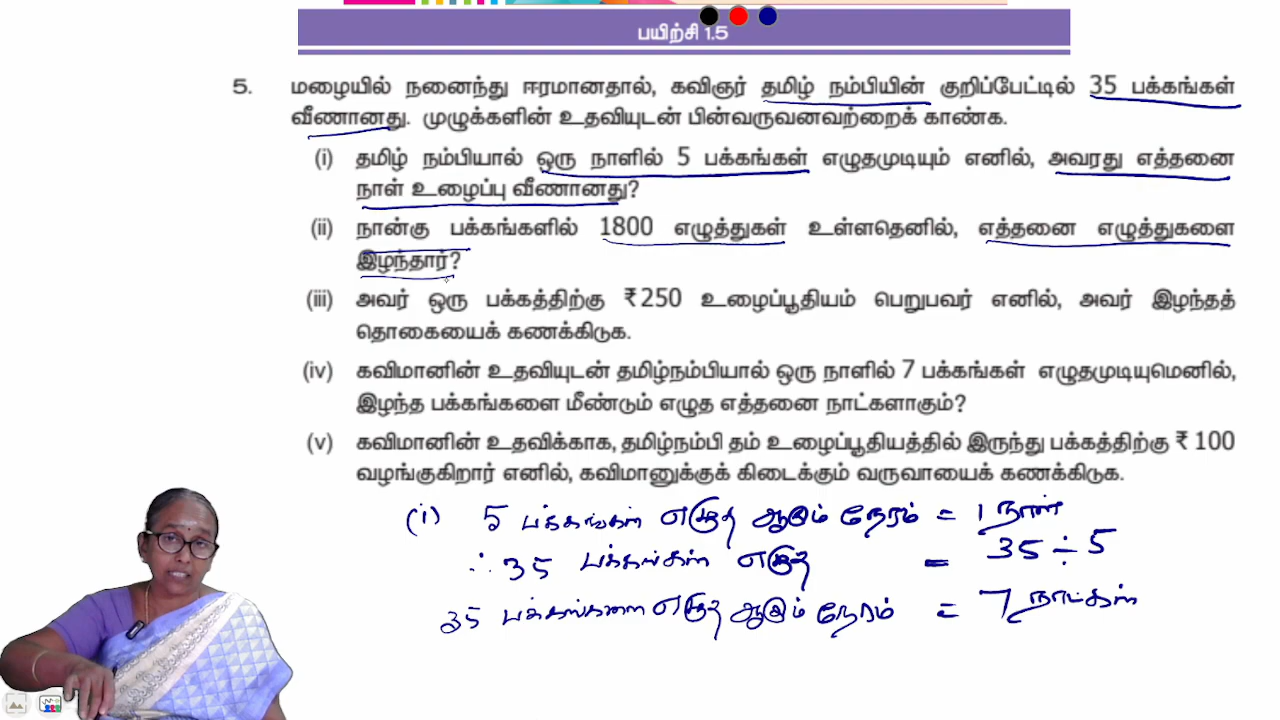 பயிற்சி 1.5
5. மழையில் நனைந்து ஈரமானதால், கவிஞர் தமிழ் நம்பியின் குறிப்பேட்டில் 35 பக்கங்கள்
வீணானது. முழுக்களின் உதவியுடன் பின்வருவனவற்றைக் காண்க.
(i) தமிழ் நம்பியால் ஒரு நாளில் 5 பக்கங்கள் எழுதமுடியும் எனில், அவரது எத்தனை
நாள் உழைப்பு வீணானது?
(ii) நான்கு பக்கங்களில் 1800 எழுத்துகள் உள்ளதெனில், எத்தனை எழுத்துகளை
இழந்தார்?
(iii) அவர் ஒரு பக்கத்திற்கு ₹250 உழைப்பூதியம் பெறுபவர் எனில், அவர் இழந்தத்
தொகையைக் கணக்கிடுக.
(iv) கவிமானின் உதவியுடன் தமிழ்நம்பியால் ஒரு நாளில் 7 பக்கங்கள் எழுதமுடியுமெனில்,
இழந்த பக்கங்களை மீண்டும் எழுத எத்தனை நாட்களாகும்?
(v) கவிமானின் உதவிக்காக, தமிழ்நம்பி தம் உழைப்பூதியத்தில் இருந்து பக்கத்திற்கு ₹ 100
வழங்குகிறார் எனில், கவிமானுக்குக் கிடைக்கும் வருவாயைக் கணக்கிடுக.
(i) 5 பக்கங்கள் எழுத ஆகும் நேரம் = 1 நாள்
∴ 35 பக்கங்கள் எழுத = 35 ÷ 5
35 பக்கங்களை எழுத ஆகும் நேரம் = 7 நாட்கள்